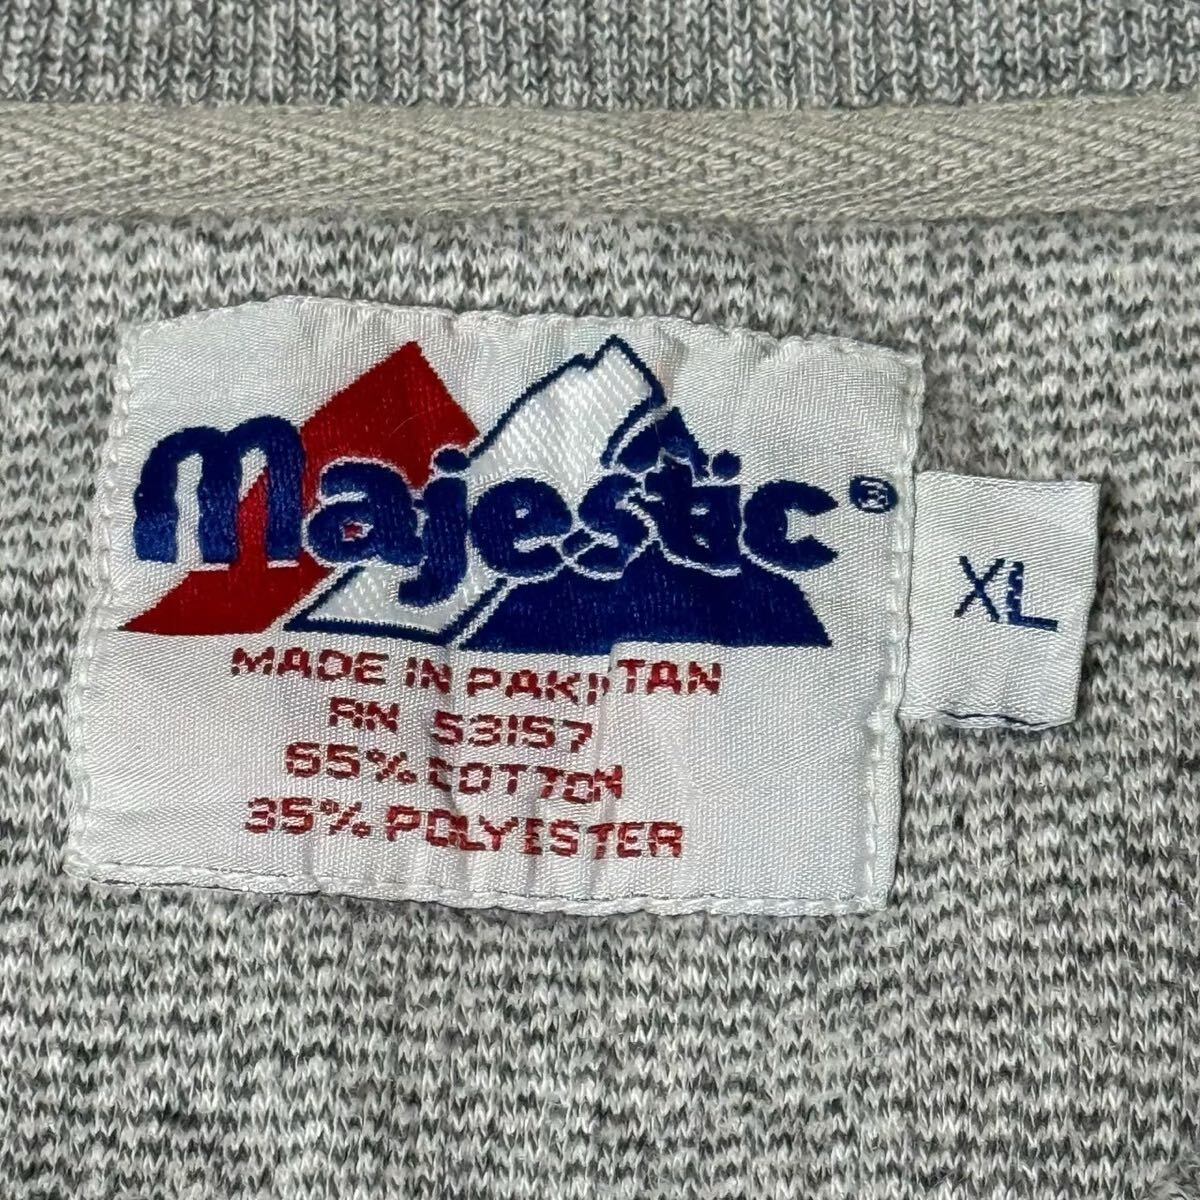 majestic®
XL
MADE IN PAKISTAN
RN 53157
65% COTTON
35% POLYESTER